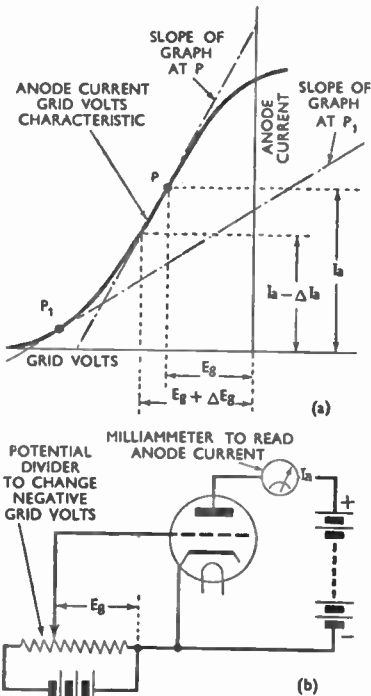 SLOPE OF
GRAPH
AT P
ANODE CURRENT
GRID VOLTS
CHARACTERISTIC
SLOPE OF
GRAPH
AT P₁
ANODE
CURRENT
P
P₁
Ia
Ia – Δ Ia
GRID VOLTS
Eg
Eg + ΔEg
(a)
MILLIAMMETER TO READ
ANODE CURRENT
POTENTIAL
DIVIDER
TO CHANGE
NEGATIVE
GRID VOLTS
Ia
+
Eg
–
(b)